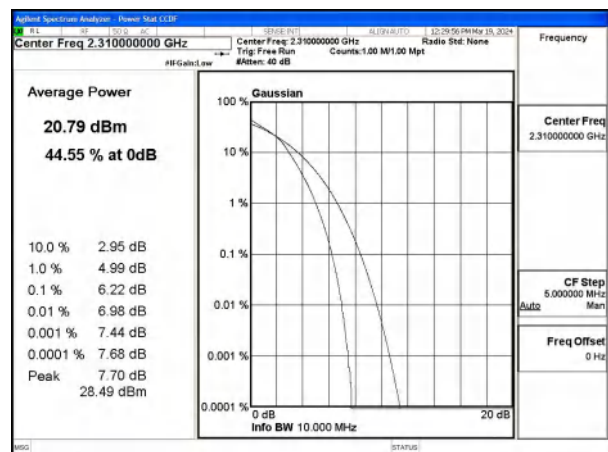 Agilent Spectrum Analyzer - Power Stat CCDF
RL RF 50 Ω AC SENSE:INT ALIGN AUTO 12:29:56 PM Mar 19, 2024
Center Freq 2.310000000 GHz
Center Freq: 2.310000000 GHz Radio Std: None
Trig: Free Run Counts:1.00 M/1.00 Mpt
#IFGain:Low #Atten: 40 dB
Frequency
Average Power
20.79 dBm
44.55 % at 0dB
10.0 % 2.95 dB
1.0 % 4.99 dB
0.1 % 6.22 dB
0.01 % 6.98 dB
0.001 % 7.44 dB
0.0001 % 7.68 dB
Peak 7.70 dB
28.49 dBm
Gaussian
100 %
10 %
1 %
0.1 %
0.01 %
0.001 %
0.0001 %
0 dB 20 dB
Info BW 10.000 MHz
Center Freq
2.310000000 GHz
CF Step
5.000000 MHz
Auto Man
Freq Offset
0 Hz
MSG STATUS